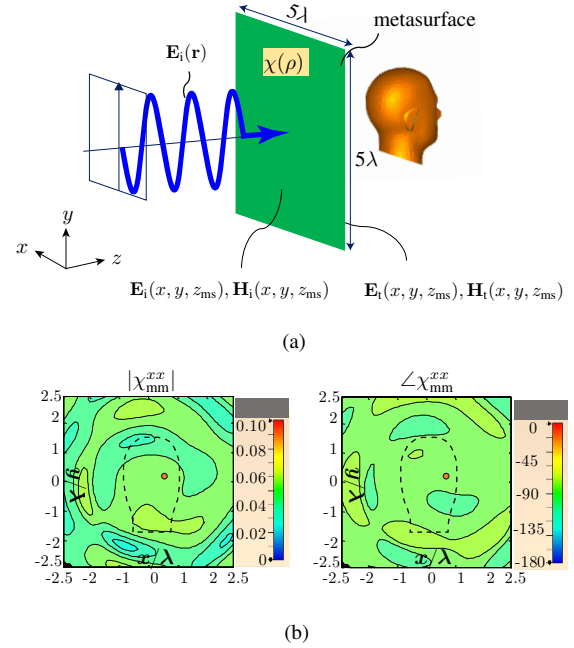 5λ
metasurface
E_i(r)
χ(ρ)
5λ
y
x
z
E_i(x, y, z_ms), H_i(x, y, z_ms)
E_t(x, y, z_ms), H_t(x, y, z_ms)
(a)
|χ_mm^xx|
∠χ_mm^xx
2.5
2
1
0
-1
-2
-2.5
y/λ
-2.5 -2 -1 0 1 2 2.5
x/λ
0.10
0.08
0.06
0.04
0.02
0
2.5
2
1
0
-1
-2
-2.5
y/λ
-2.5 -2 -1 0 1 2 2.5
x/λ
0
-45
-90
-135
-180
(b)